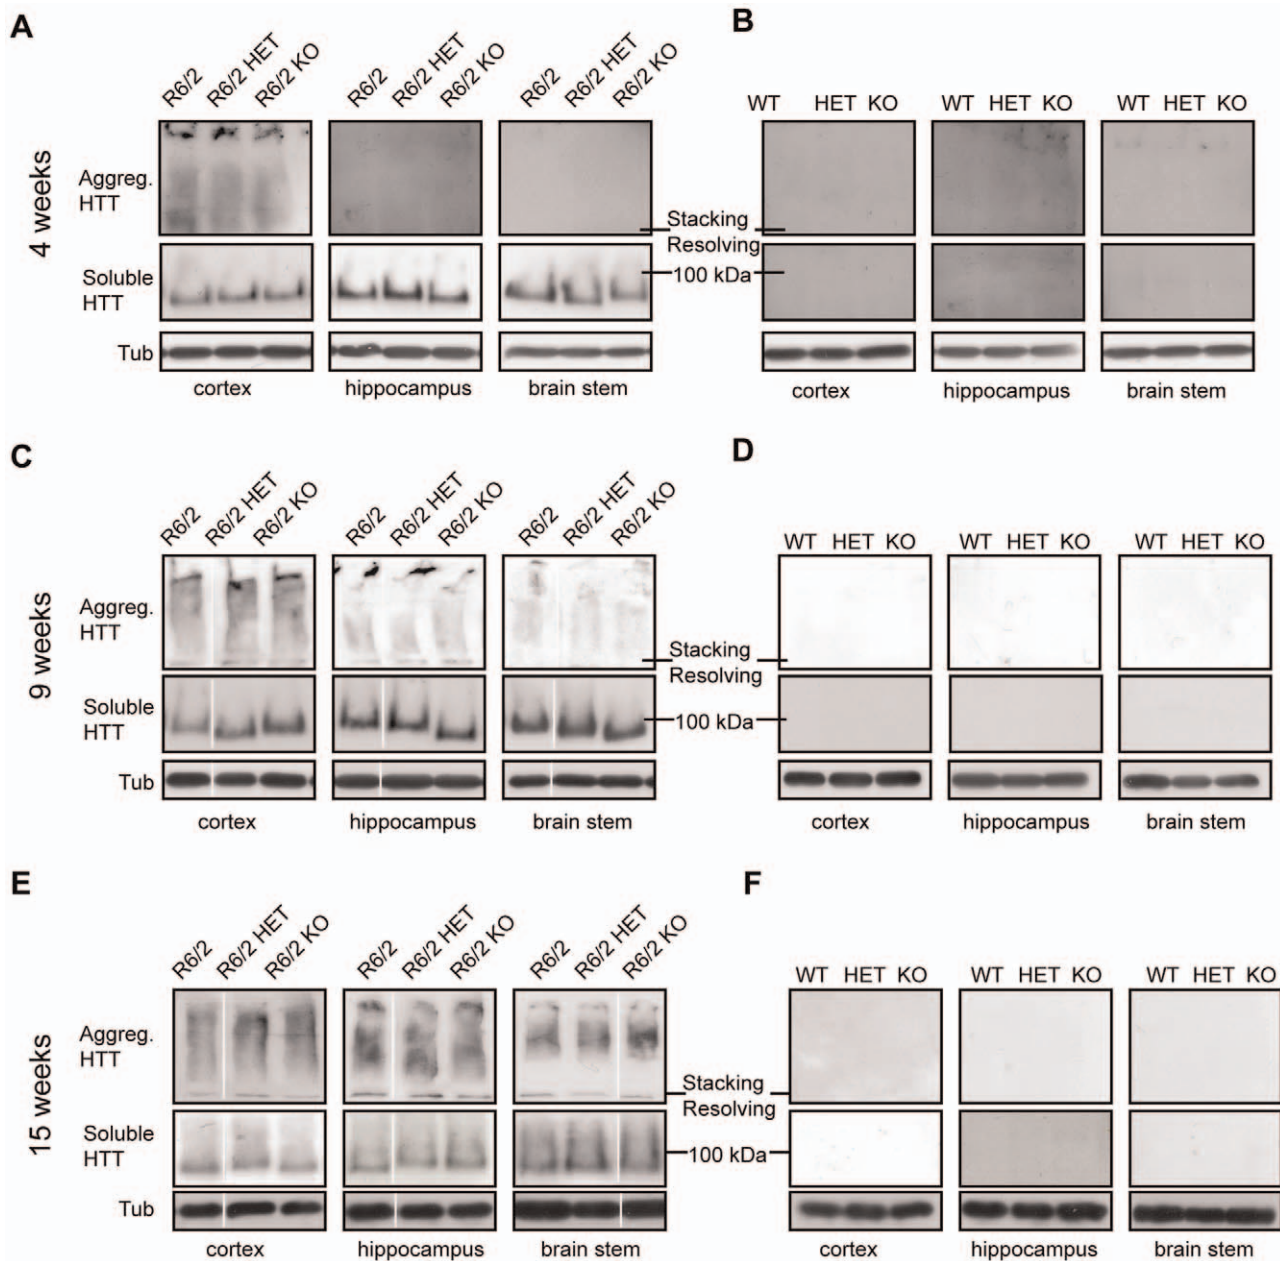 A
B
R6/2 R6/2 HET R6/2 KO R6/2 R6/2 HET R6/2 KO R6/2 R6/2 HET R6/2 KO
WT HET KO WT HET KO WT HET KO
4 weeks
Aggreg.
HTT
Stacking
Resolving
Soluble
HTT
100 kDa
Tub
cortex hippocampus brain stem
cortex hippocampus brain stem
C
D
R6/2 R6/2 HET R6/2 KO R6/2 R6/2 HET R6/2 KO R6/2 R6/2 HET R6/2 KO
WT HET KO WT HET KO WT HET KO
9 weeks
Aggreg.
HTT
Stacking
Resolving
Soluble
HTT
100 kDa
Tub
cortex hippocampus brain stem
cortex hippocampus brain stem
E
F
R6/2 R6/2 HET R6/2 KO R6/2 R6/2 HET R6/2 KO R6/2 R6/2 HET R6/2 KO
WT HET KO WT HET KO WT HET KO
15 weeks
Aggreg.
HTT
Stacking
Resolving
Soluble
HTT
100 kDa
Tub
cortex hippocampus brain stem
cortex hippocampus brain stem